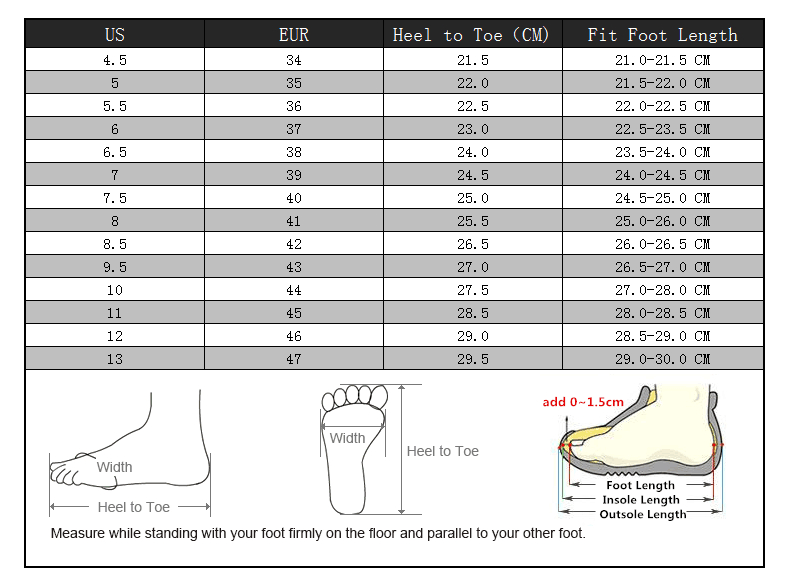 US EUR Heel to Toe (CM) Fit Foot Length
4.5 34 21.5 21.0-21.5 CM
5 35 22.0 21.5-22.0 CM
5.5 36 22.5 22.0-22.5 CM
6 37 23.0 22.5-23.5 CM
6.5 38 24.0 23.5-24.0 CM
7 39 24.5 24.0-24.5 CM
7.5 40 25.0 24.5-25.0 CM
8 41 25.5 25.0-26.0 CM
8.5 42 26.5 26.0-26.5 CM
9.5 43 27.0 26.5-27.0 CM
10 44 27.5 27.0-28.0 CM
11 45 28.5 28.0-28.5 CM
12 46 29.0 28.5-29.0 CM
13 47 29.5 29.0-30.0 CM
Width
Heel to Toe
Width
Heel to Toe
add 0~1.5cm
Foot Length
Insole Length
Outsole Length
Measure while standing with your foot firmly on the floor and parallel to your other foot.